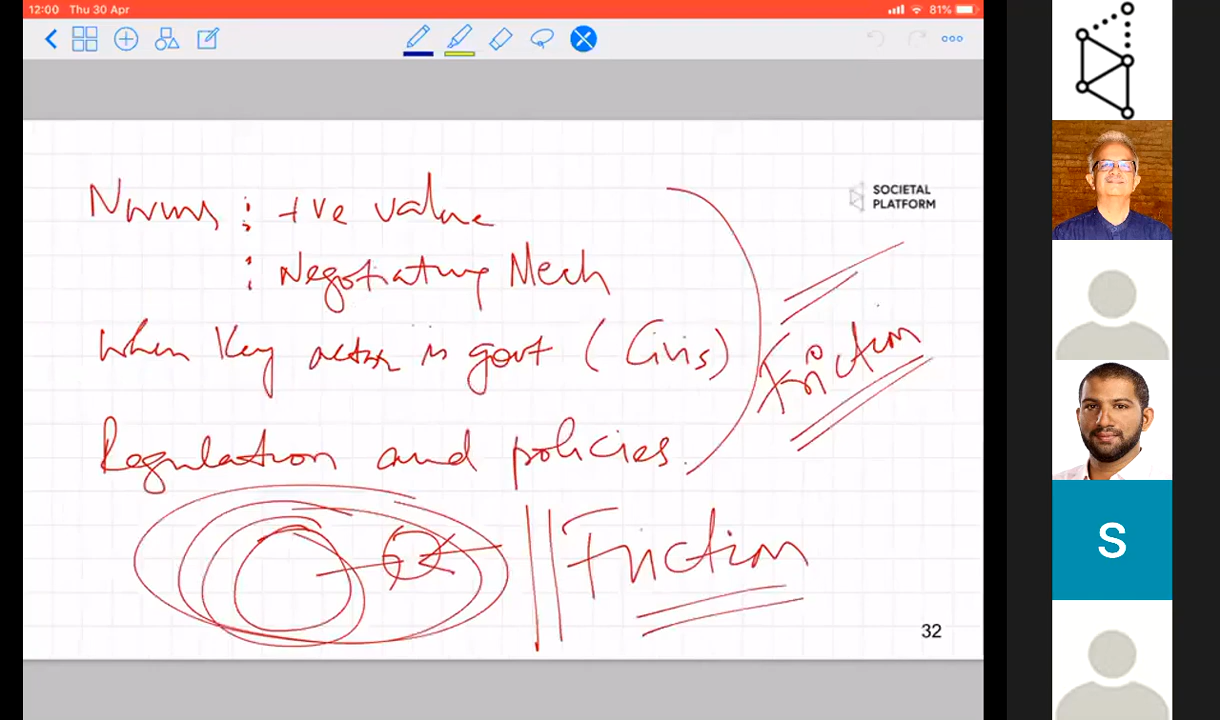 12:00 Thu 30 Apr
81%
SOCIETAL
PLATFORM
Norms : +ve value
: Negotiating Mech
When Key actor is govt (Civis)
Friction
Regulation and policies.
Friction
32
S